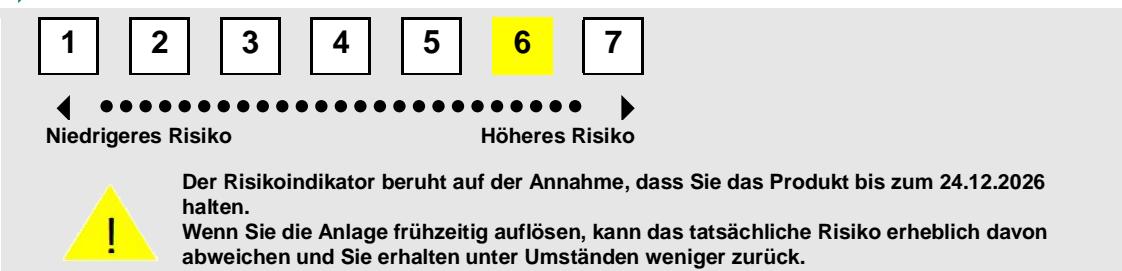 1 2 3 4 5 6 7
Niedrigeres Risiko Höheres Risiko
Der Risikoindikator beruht auf der Annahme, dass Sie das Produkt bis zum 24.12.2026
halten.
!
Wenn Sie die Anlage frühzeitig auflösen, kann das tatsächliche Risiko erheblich davon
abweichen und Sie erhalten unter Umständen weniger zurück.